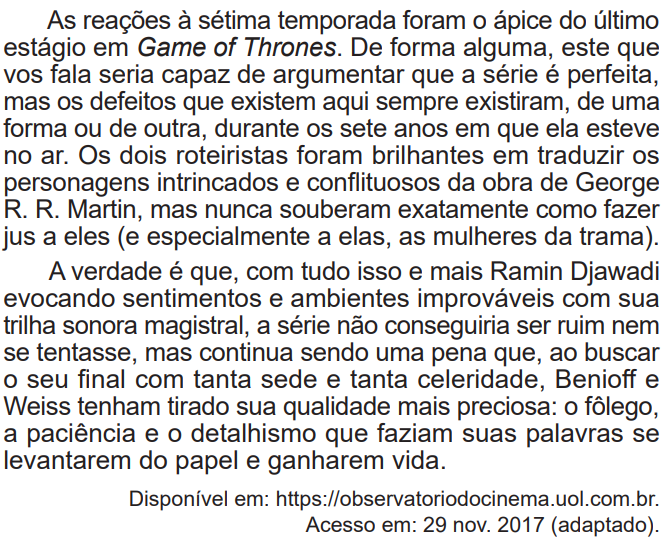 As reações à sétima temporada foram o ápice do último
estágio em Game of Thrones. De forma alguma, este que
vos fala seria capaz de argumentar que a série é perfeita,
mas os defeitos que existem aqui sempre existiram, de uma
forma ou de outra, durante os sete anos em que ela esteve
no ar. Os dois roteiristas foram brilhantes em traduzir os
personagens intrincados e conflituosos da obra de George
R. R. Martin, mas nunca souberam exatamente como fazer
jus a eles (e especialmente a elas, as mulheres da trama).
A verdade é que, com tudo isso e mais Ramin Djawadi
evocando sentimentos e ambientes improváveis com sua
trilha sonora magistral, a série não conseguiria ser ruim nem
se tentasse, mas continua sendo uma pena que, ao buscar
o seu final com tanta sede e tanta celeridade, Benioff e
Weiss tenham tirado sua qualidade mais preciosa: o fôlego,
a paciência e o detalhismo que faziam suas palavras se
levantarem do papel e ganharem vida.
Disponível em: https://observatoriodocinema.uol.com.br.
Acesso em: 29 nov. 2017 (adaptado).